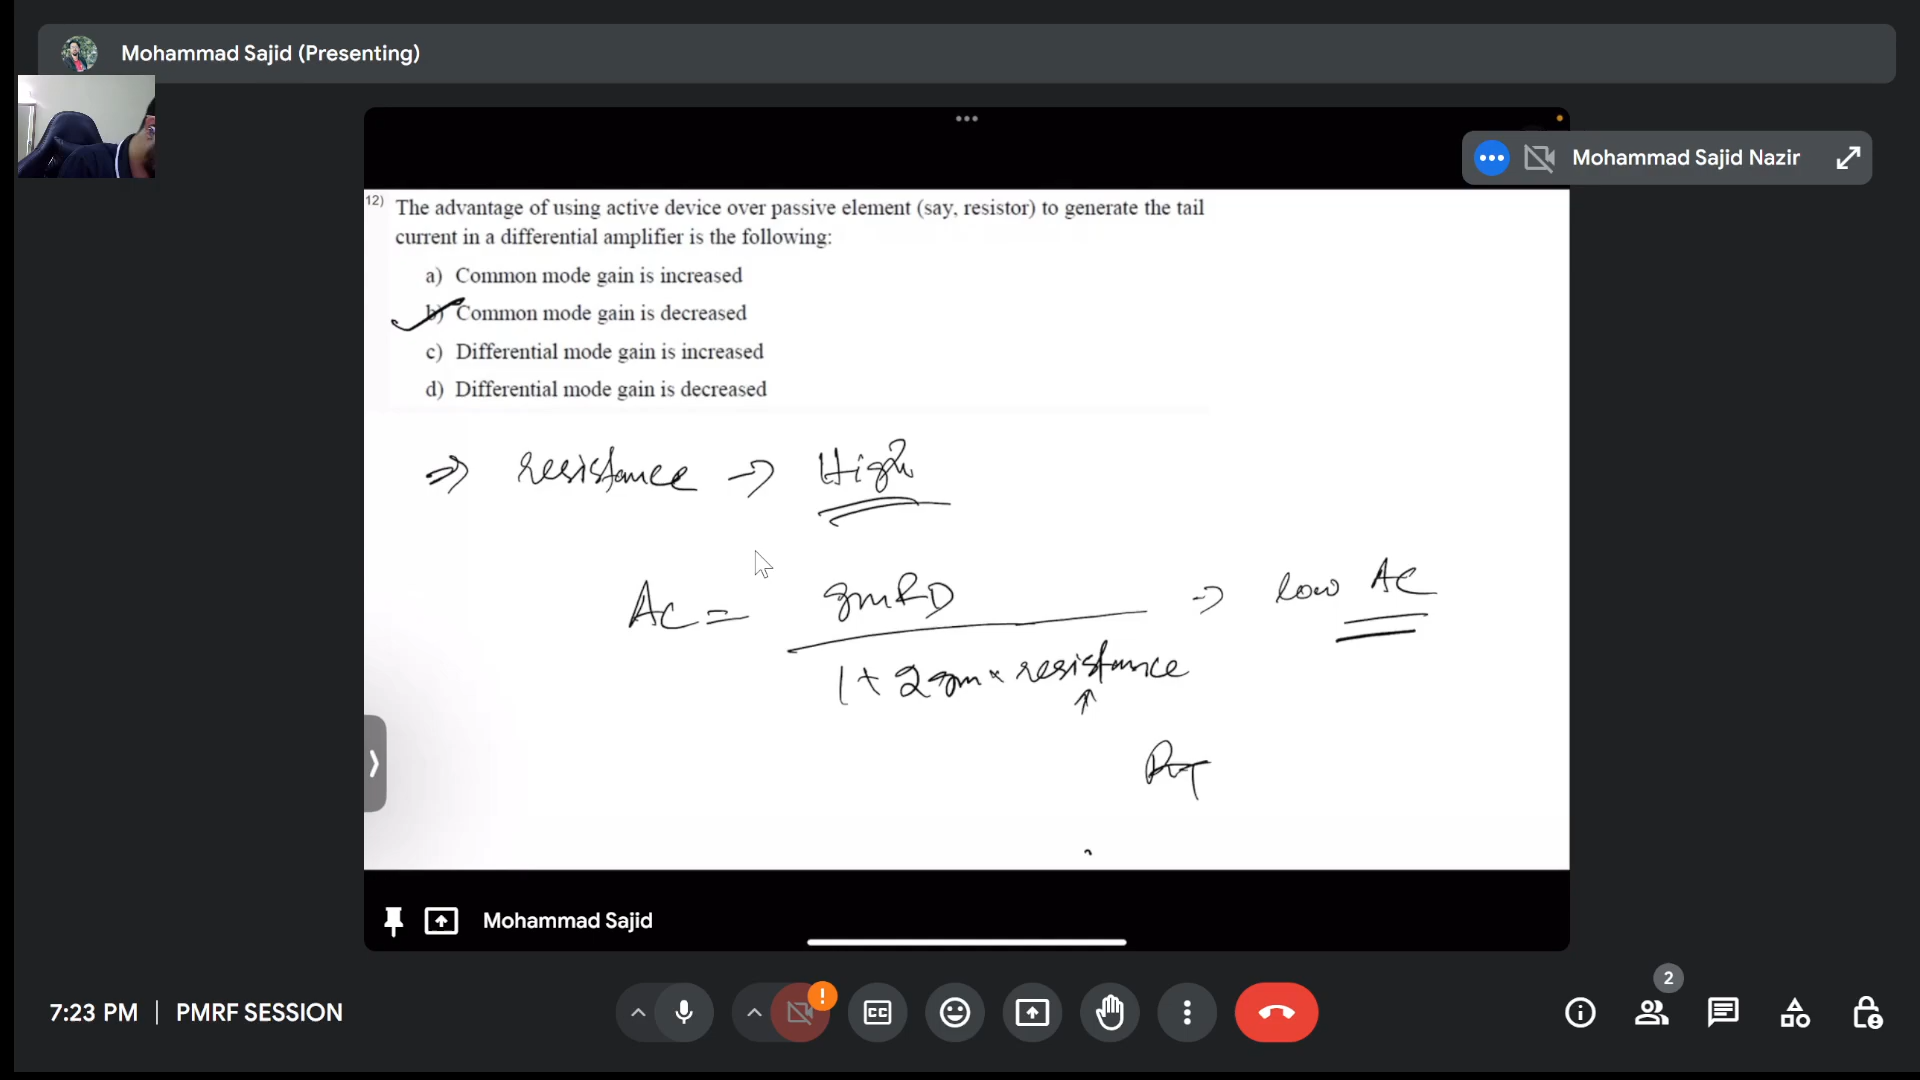 Mohammad Sajid (Presenting)
Mohammad Sajid Nazir
12) The advantage of using active device over passive element (say, resistor) to generate the tail
current in a differential amplifier is the following:
a) Common mode gain is increased
b) Common mode gain is decreased
c) Differential mode gain is increased
d) Differential mode gain is decreased
⇒ resistance → High
AC = gmRD → low AC
1 + 2gm × resistance
↑
RT
Mohammad Sajid
7:23 PM | PMRF SESSION
!
CC
2